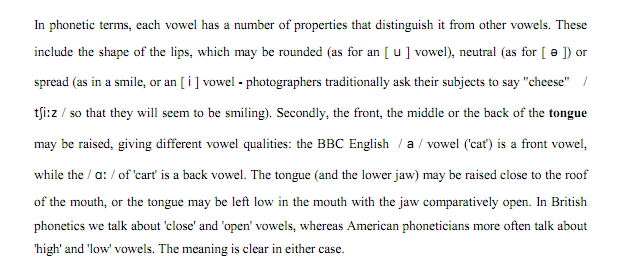 In phonetic terms, each vowel has a number of properties that distinguish it from other vowels. These
include the shape of the lips, which may be rounded (as for an [ u ] vowel), neutral (as for [ ə ]) or
spread (as in a smile, or an [ i ] vowel - photographers traditionally ask their subjects to say "cheese" /
tʃi:z / so that they will seem to be smiling). Secondly, the front, the middle or the back of the tongue
may be raised, giving different vowel qualities: the BBC English / a / vowel ('cat') is a front vowel,
while the / ɑ: / of 'cart' is a back vowel. The tongue (and the lower jaw) may be raised close to the roof
of the mouth, or the tongue may be left low in the mouth with the jaw comparatively open. In British
phonetics we talk about 'close' and 'open' vowels, whereas American phoneticians more often talk about
'high' and 'low' vowels. The meaning is clear in either case.